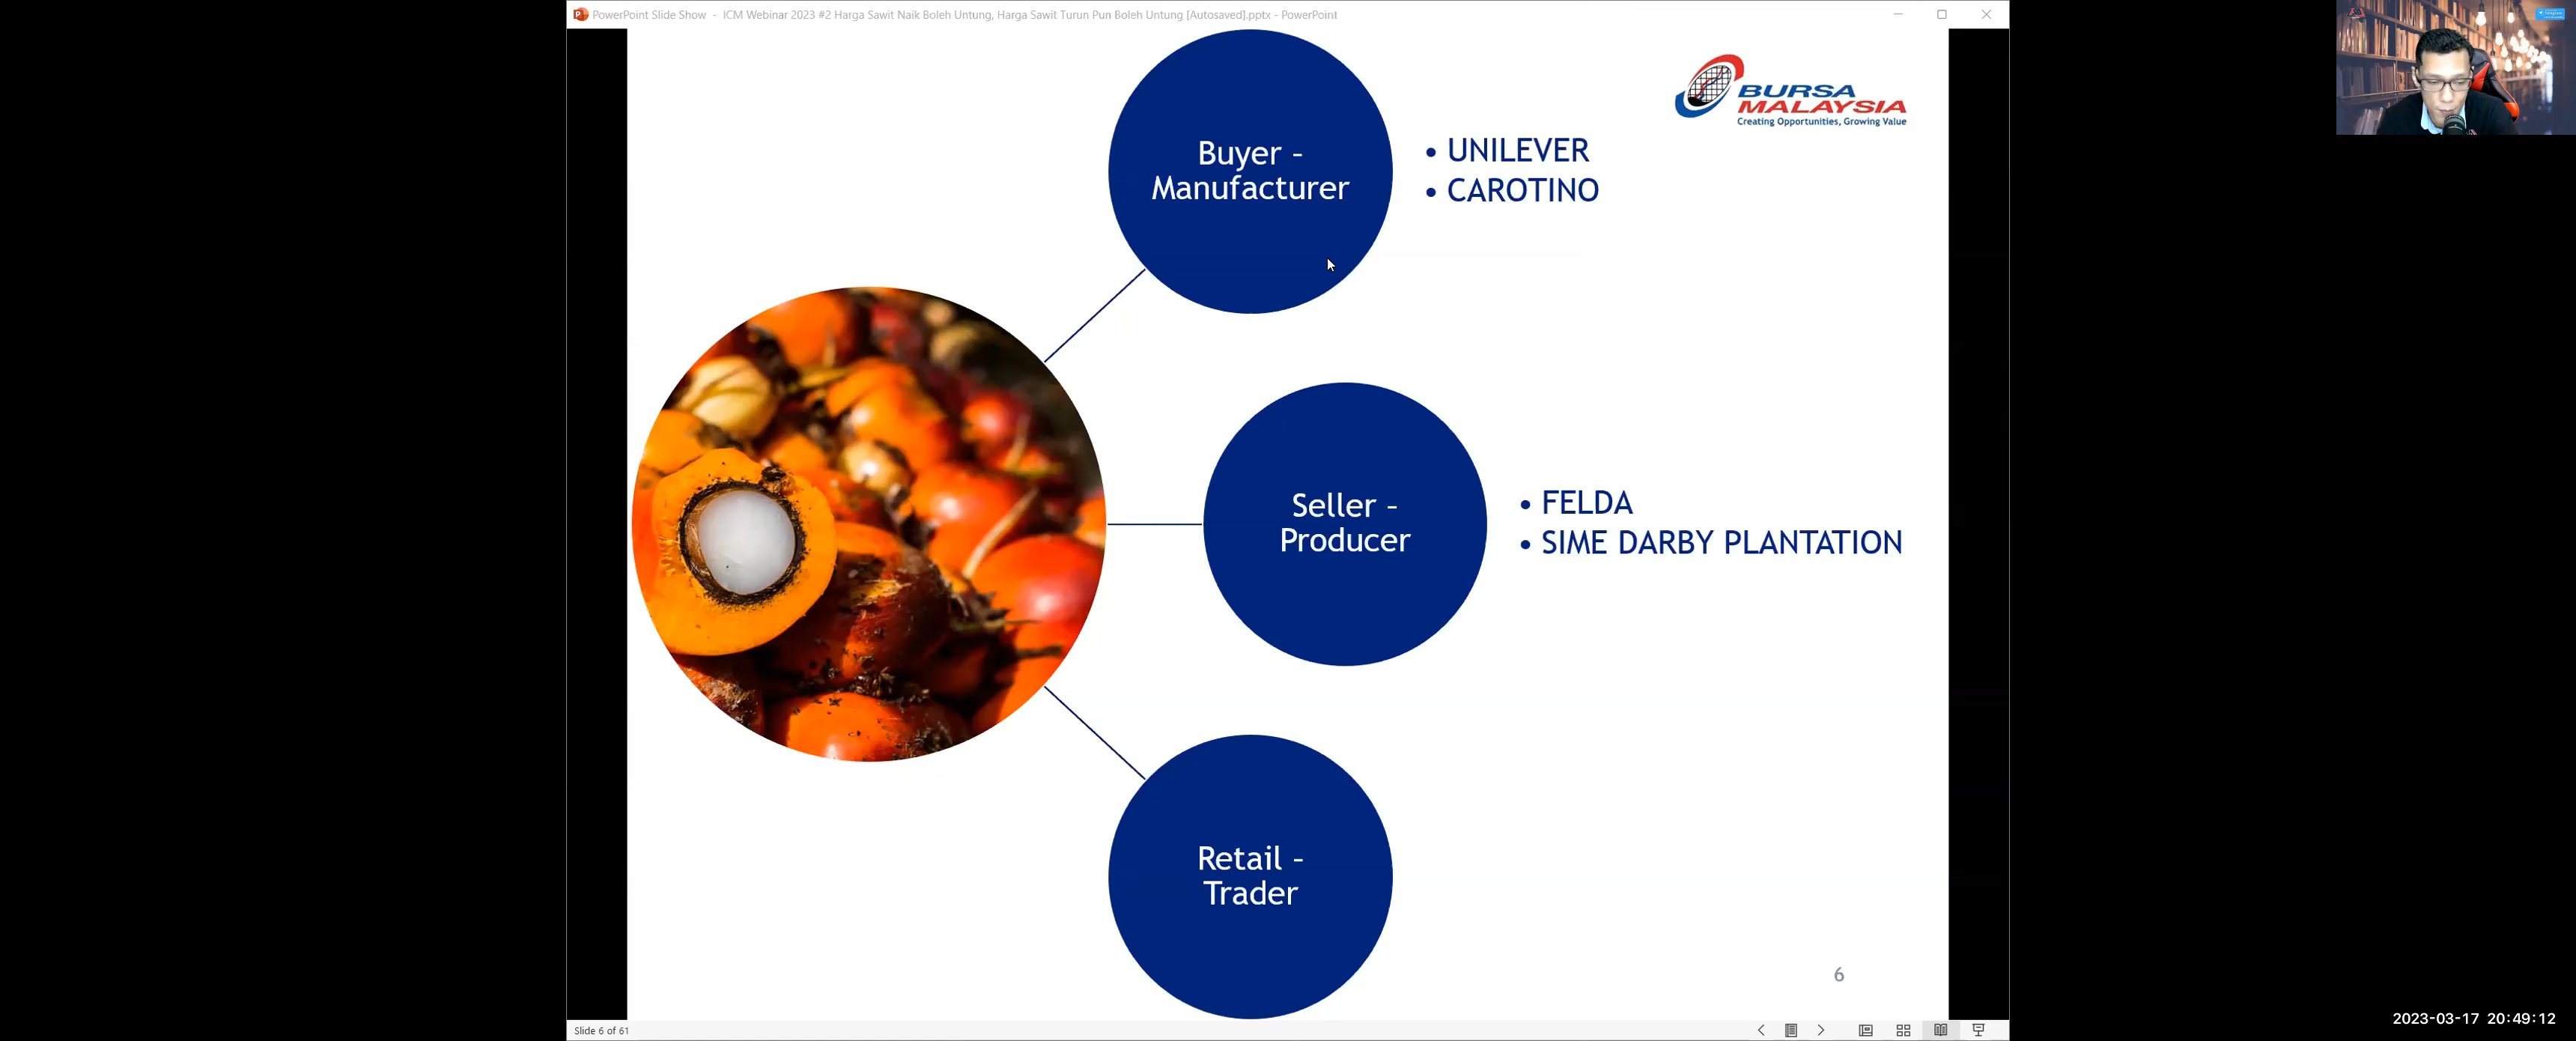 PowerPoint Slide Show - ICM Webinar 2023 #2 Harga Sawit Naik Boleh Untung, Harga Sawit Turun Pun Boleh Untung [Autosaved].pptx - PowerPoint
BURSA
MALAYSIA
Creating Opportunities, Growing Value
Buyer -
Manufacturer
• UNILEVER
• CAROTINO
Seller -
Producer
• FELDA
• SIME DARBY PLANTATION
Retail -
Trader
6
Slide 6 of 61
2023-03-17 20:49:12